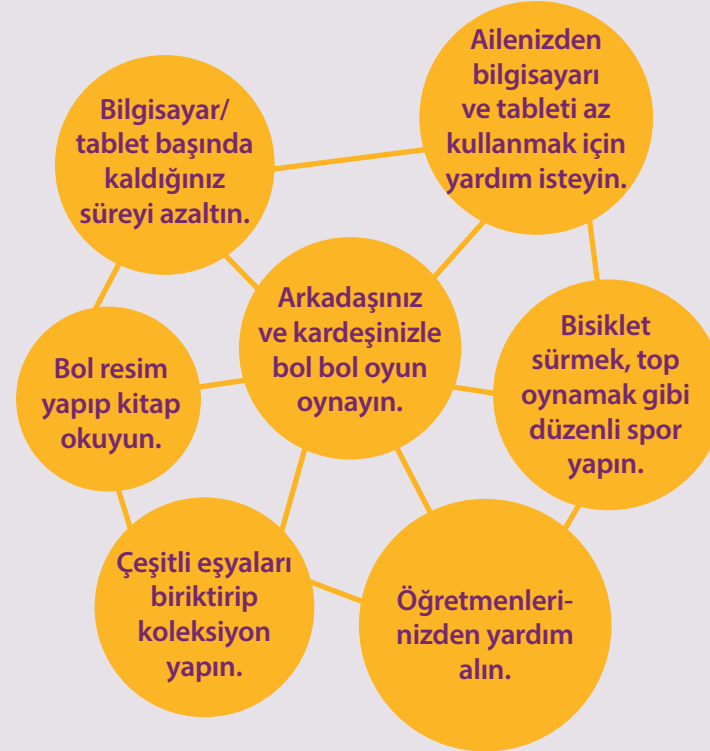 Bilgisayar/
tablet başında
kaldığınız
süreyi azaltın.
Ailenizden
bilgisayarı
ve tableti az
kullanmak için
yardım isteyin.
Arkadaşınız
ve kardeşinizle
bol bol oyun
oynayın.
Bol resim
yapıp kitap
okuyun.
Bisiklet
sürmek, top
oynamak gibi
düzenli spor
yapın.
Çeşitli eşyaları
biriktirip
koleksiyon
yapın.
Öğretmenleri-
nizden yardım
alın.